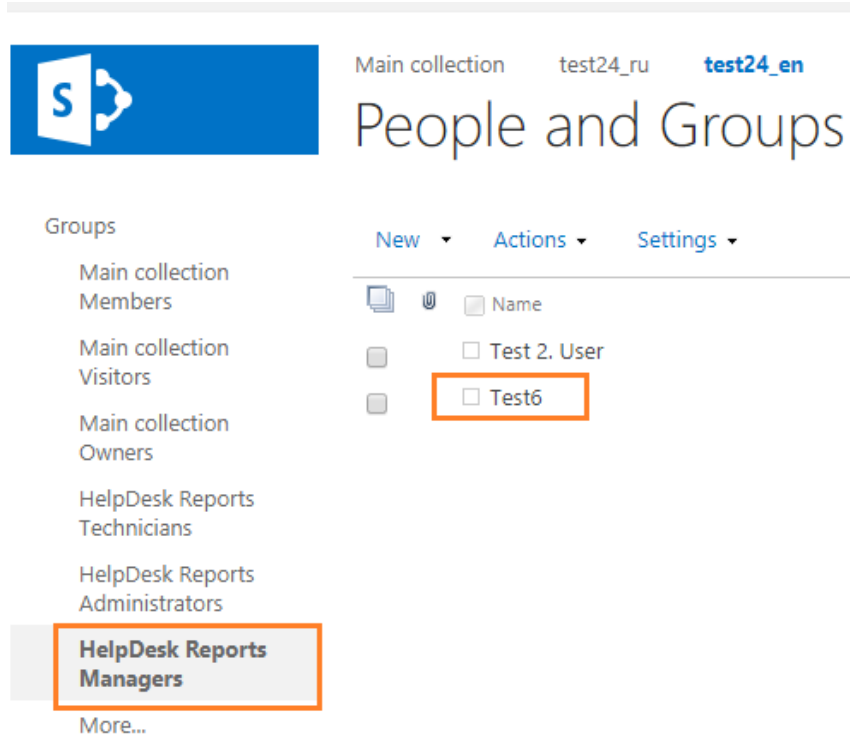 S
Main collection test24_ru test24_en
People and Groups
Groups
Main collection
Members
Main collection
Visitors
Main collection
Owners
HelpDesk Reports
Technicians
HelpDesk Reports
Administrators
HelpDesk Reports
Managers
More...
New Actions Settings
Name
Test 2. User
Test6